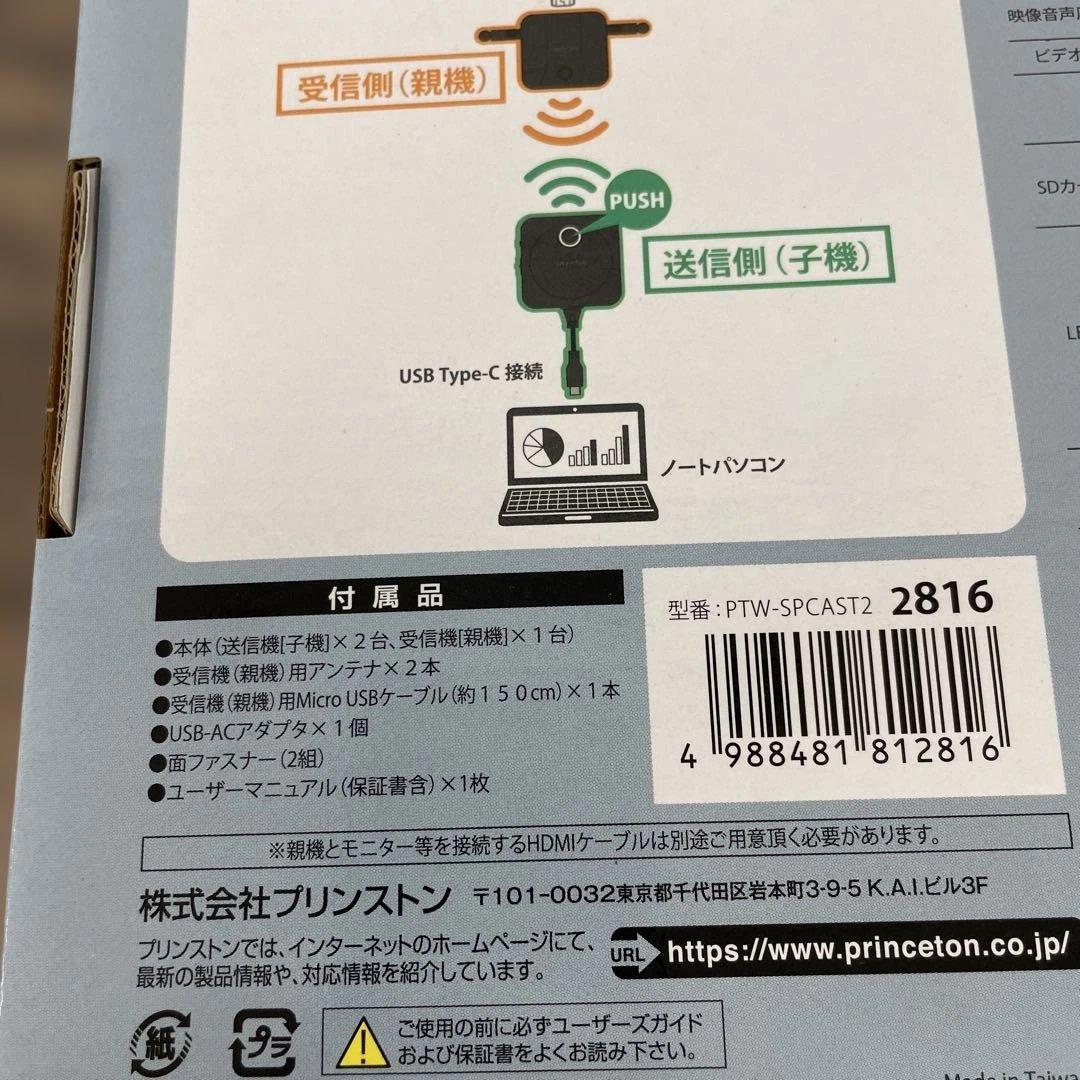 受信側（親機）
PUSH
送信側（子機）
USB Type-C 接続
ノートパソコン
映像音声
ビデオ
SDカ
付属品
●本体（送信機[子機]×２台、受信機[親機]×１台）
●受信機（親機）用アンテナ×２本
●受信機（親機）用Micro USBケーブル（約１５０cm）×１本
●USB-ACアダプタ×１個
●面ファスナー（2組）
●ユーザーマニュアル（保証書含）×1枚
型番：PTW-SPCAST2 2816
4 988481 812816
※親機とモニター等を接続するHDMIケーブルは別途ご用意頂く必要があります。
株式会社プリンストン 〒101-0032東京都千代田区岩本町3-9-5 K.A.I.ビル3F
プリンストンでは、インターネットのホームページにて、
最新の製品情報や、対応情報を紹介しています。
URL https://www.princeton.co.jp/
紙
プラ
ご使用の前に必ずユーザーズガイド
および保証書をよくお読み下さい。
Made in Taiwa